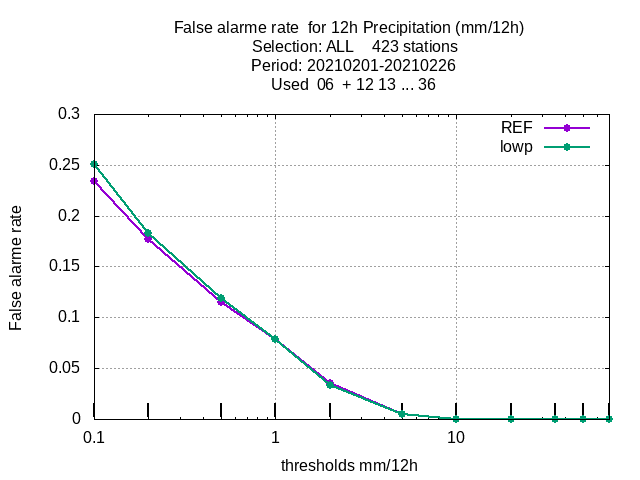 False alarme rate  for 12h Precipitation (mm/12h)
Selection: ALL    423 stations
Period: 20210201-20210226
Used  06  + 12 13 ... 36
REF
lowp
0.3
0.25
0.2
0.15
0.1
0.05
0
False alarme rate
0.1
1
10
thresholds mm/12h